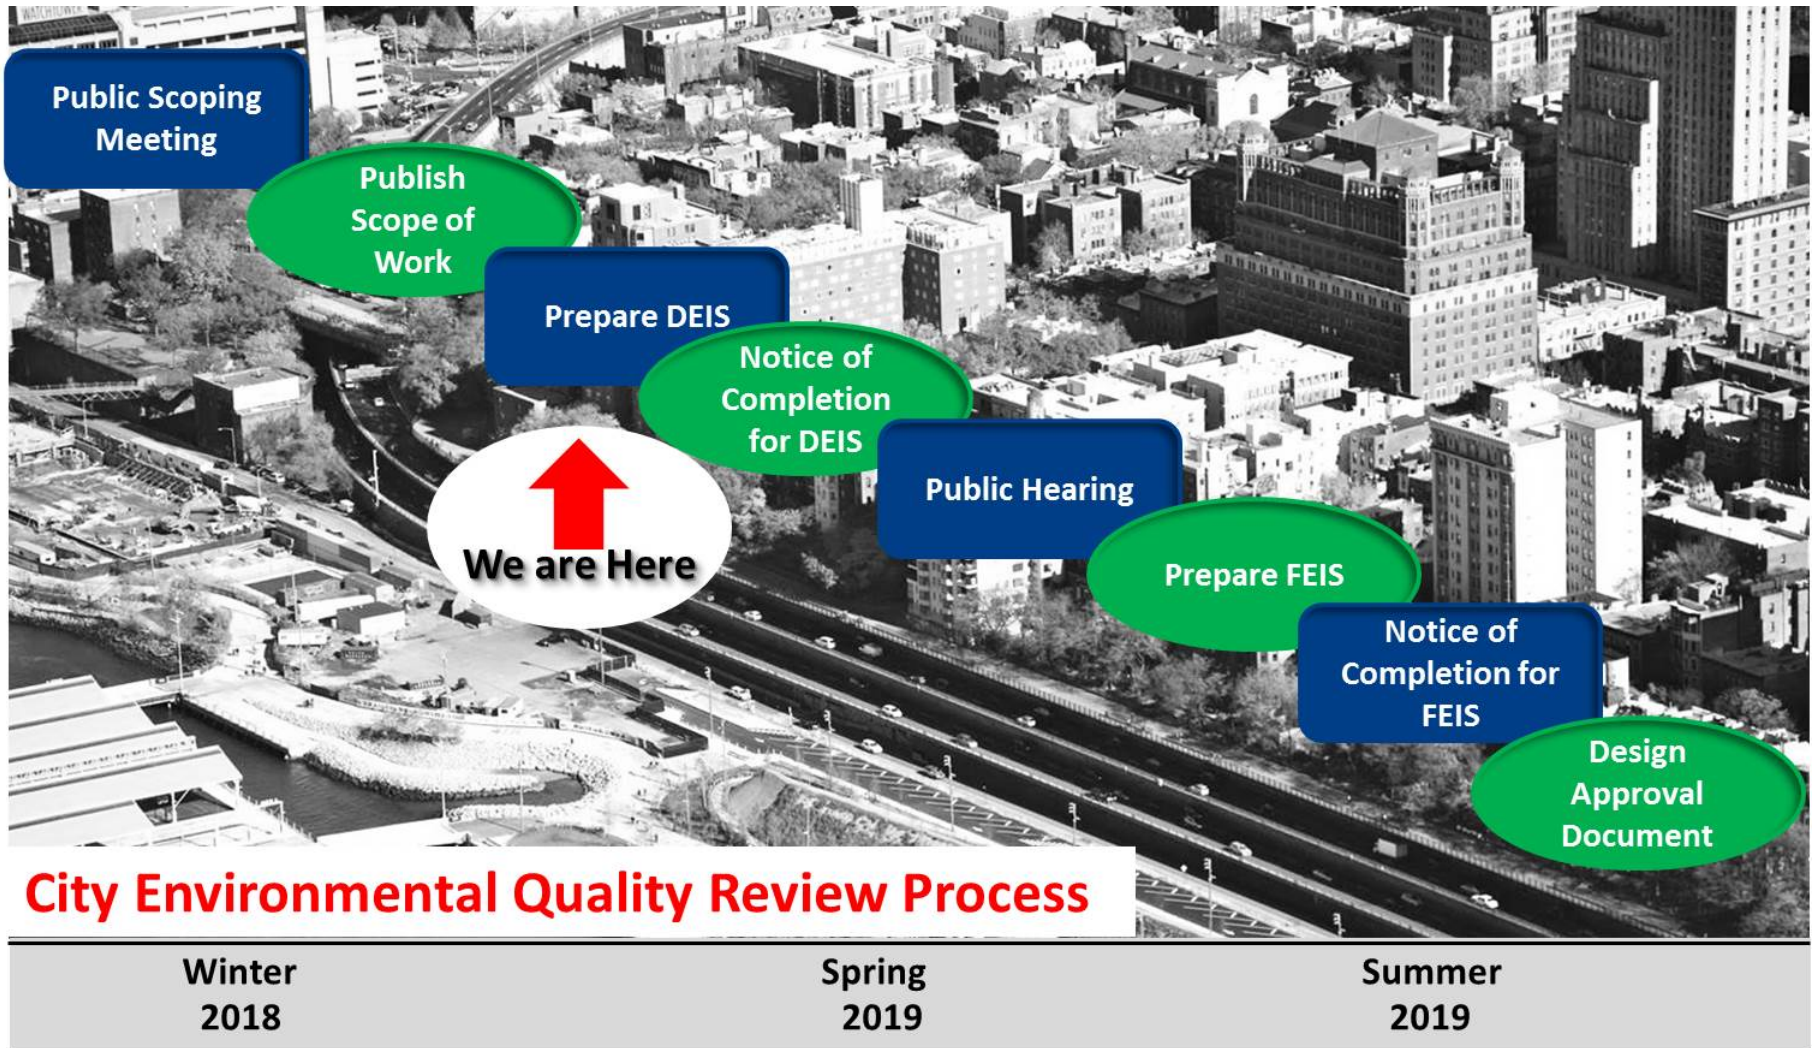 WATCHTOWER
Public Scoping
Meeting
Publish
Scope of
Work
Prepare DEIS
Notice of
Completion
for DEIS
We are Here
Public Hearing
Prepare FEIS
Notice of
Completion for
FEIS
Design
Approval
Document
City Environmental Quality Review Process
Winter
2018
Spring
2019
Summer
2019